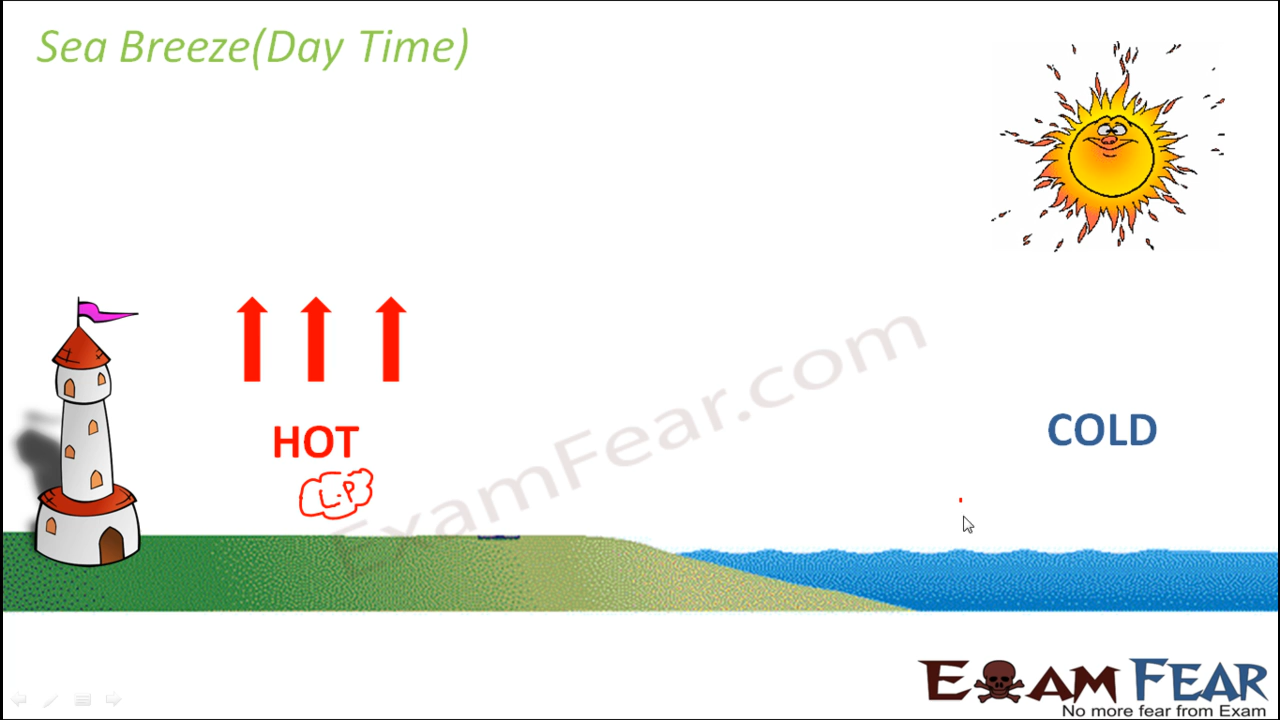 Sea Breeze(Day Time)
HOT
L.P
COLD
ExamFear.com
EXAM FEAR
No more fear from Exam